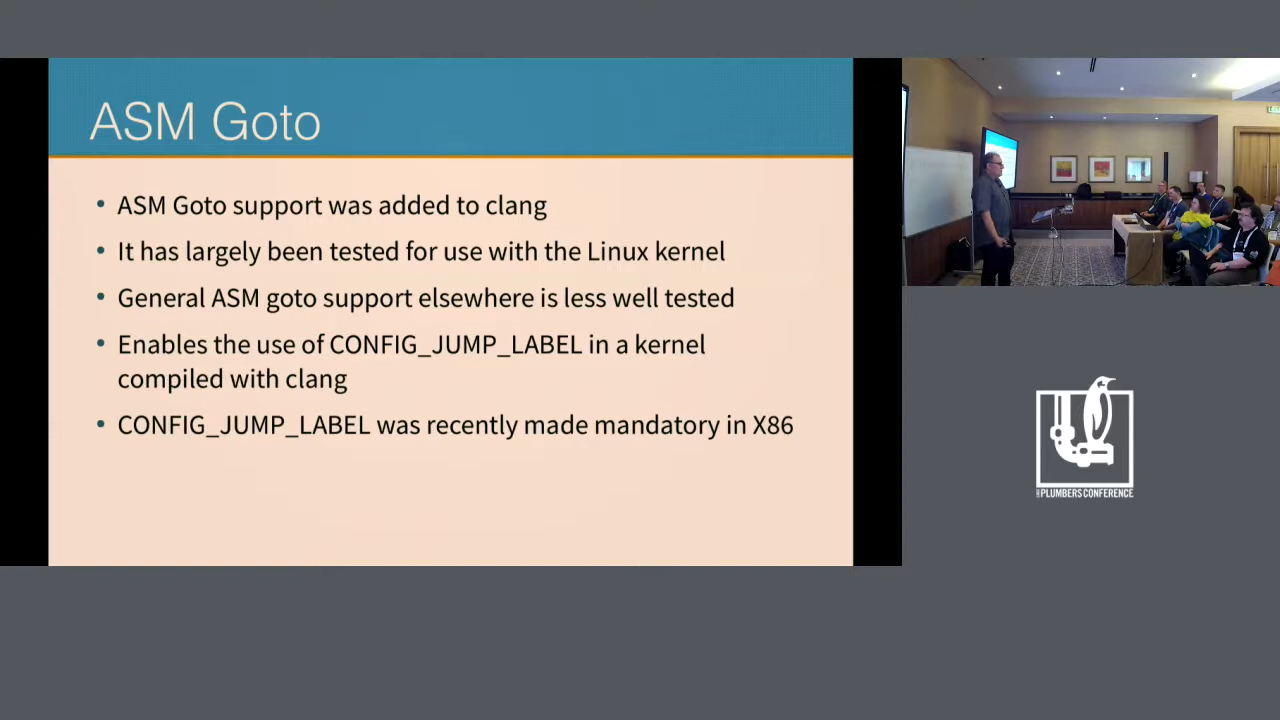 ASM Goto
• ASM Goto support was added to clang
• It has largely been tested for use with the Linux kernel
• General ASM goto support elsewhere is less well tested
• Enables the use of CONFIG_JUMP_LABEL in a kernel
compiled with clang
• CONFIG_JUMP_LABEL was recently made mandatory in X86
PLUMBERS CONFERENCE